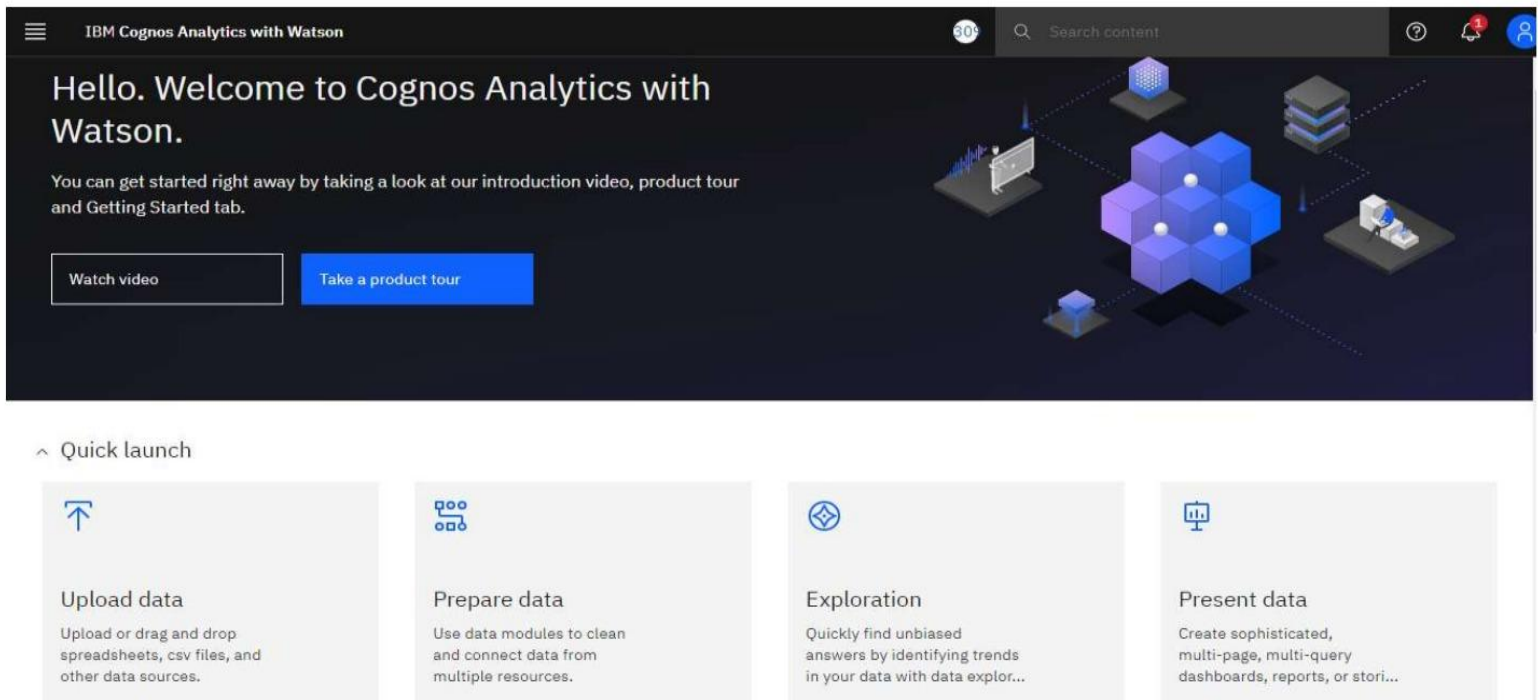 IBM Cognos Analytics with Watson
Search content
1
Hello. Welcome to Cognos Analytics with
Watson.
You can get started right away by taking a look at our introduction video, product tour
and Getting Started tab.
Watch video
Take a product tour
Quick launch
Upload data
Upload or drag and drop
spreadsheets, csv files, and
other data sources.
Prepare data
Use data modules to clean
and connect data from
multiple resources.
Exploration
Quickly find unbiased
answers by identifying trends
in your data with data explor...
Present data
Create sophisticated,
multi-page, multi-query
dashboards, reports, or stori...